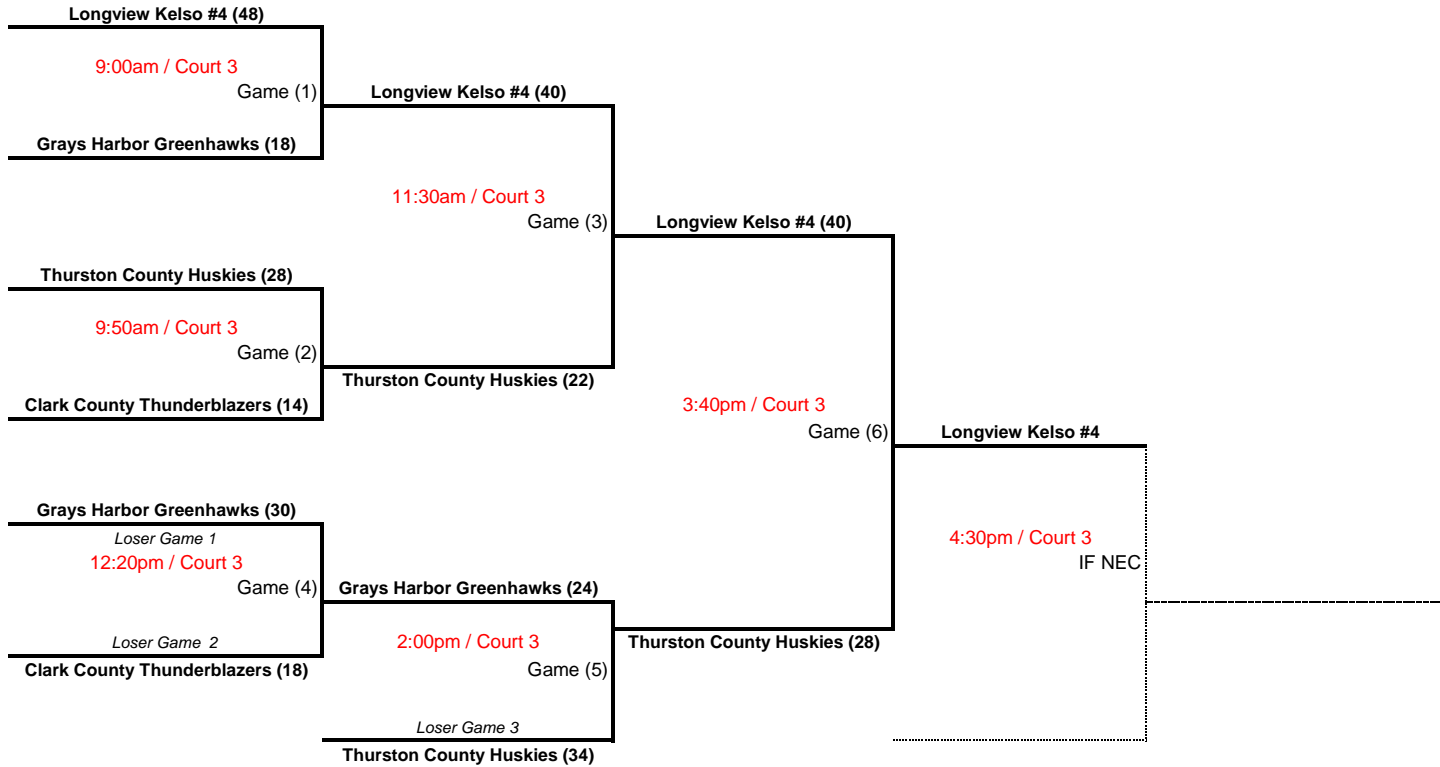 Longview Kelso #4 (48)
9:00am / Court 3
Game (1)
Longview Kelso #4 (40)
Grays Harbor Greenhawks (18)
11:30am / Court 3
Game (3)
Longview Kelso #4 (40)
Thurston County Huskies (28)
9:50am / Court 3
Game (2)
Thurston County Huskies (22)
Clark County Thunderblazers (14)
3:40pm / Court 3
Game (6)
Longview Kelso #4
Grays Harbor Greenhawks (30)
Loser Game 1
12:20pm / Court 3
Game (4)
4:30pm / Court 3
IF NEC
Grays Harbor Greenhawks (24)
Loser Game 2
Clark County Thunderblazers (18)
2:00pm / Court 3
Game (5)
Thurston County Huskies (28)
Loser Game 3
Thurston County Huskies (34)